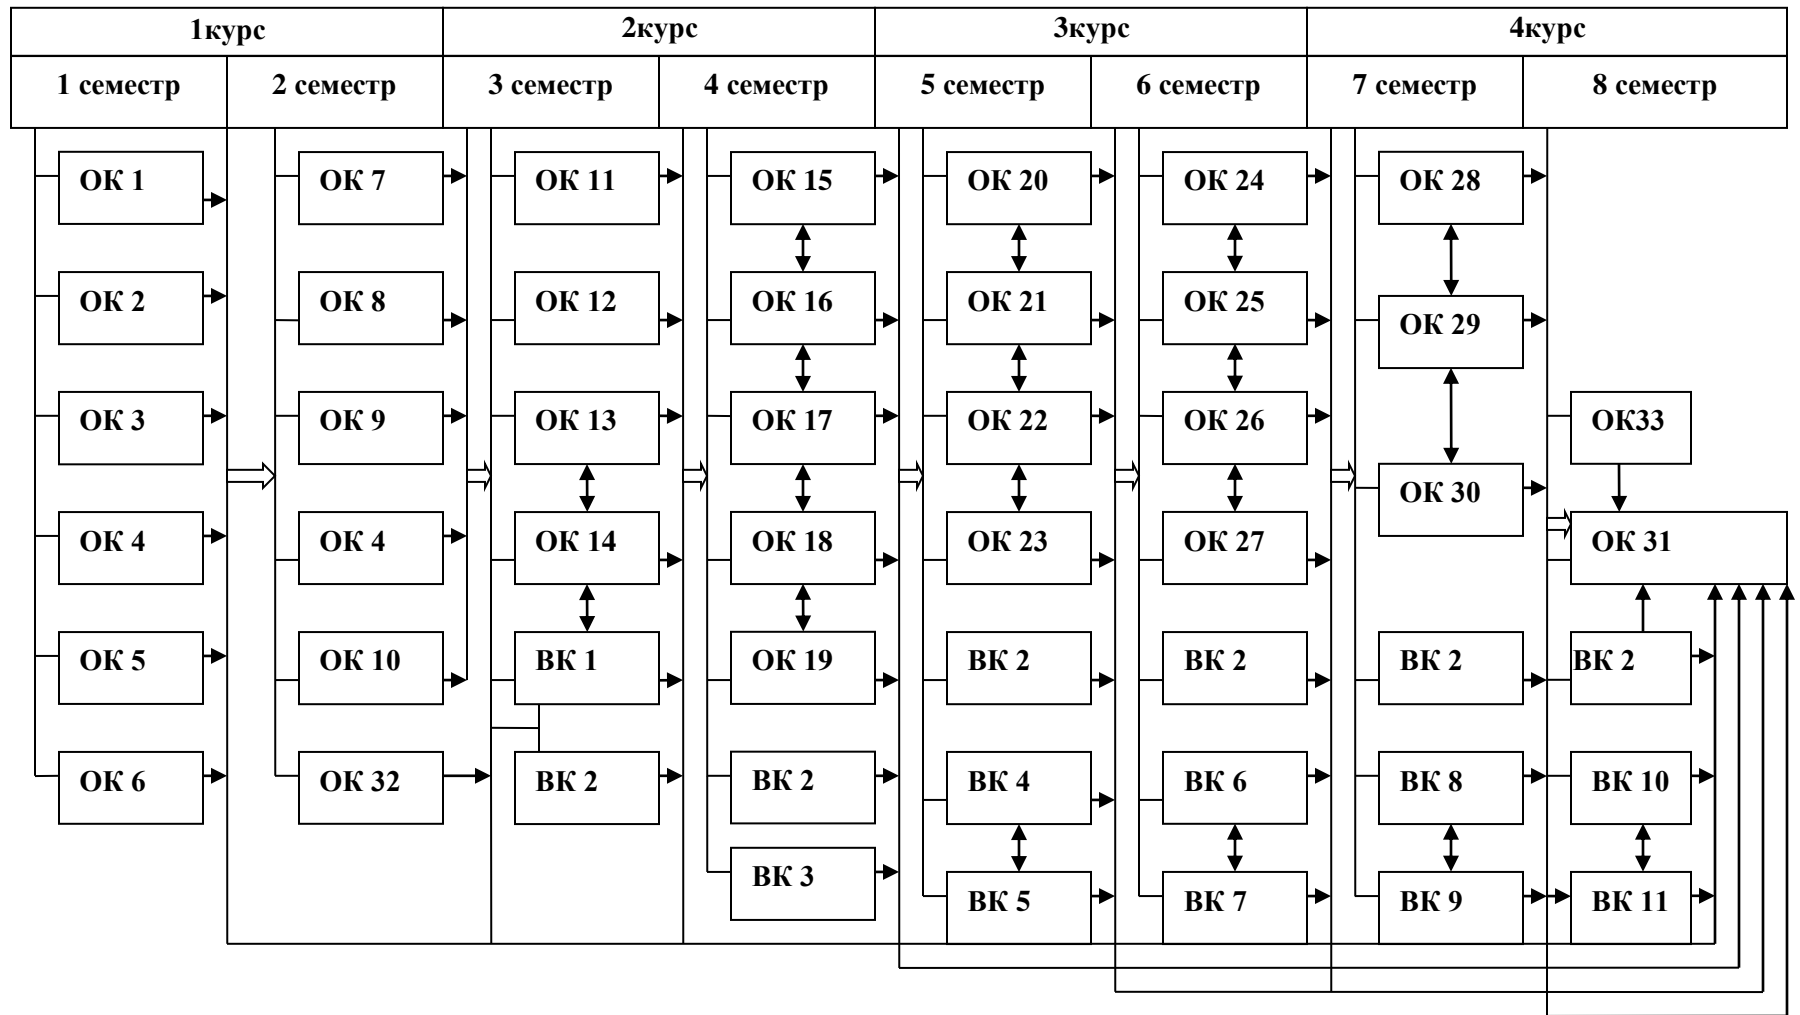 1курс 2курс 3курс 4курс
1 семестр 2 семестр 3 семестр 4 семестр 5 семестр 6 семестр 7 семестр 8 семестр
ОК 1 ОК 7 ОК 11 ОК 15 ОК 20 ОК 24 ОК 28
ОК 2 ОК 8 ОК 12 ОК 16 ОК 21 ОК 25 ОК 29
ОК 3 ОК 9 ОК 13 ОК 17 ОК 22 ОК 26 ОК33
ОК 30
ОК 4 ОК 4 ОК 14 ОК 18 ОК 23 ОК 27 ОК 31
ОК 5 ОК 10 ВК 1 ОК 19 ВК 2 ВК 2 ВК 2 ВК 2
ОК 6 ОК 32 ВК 2 ВК 2 ВК 4 ВК 6 ВК 8 ВК 10
ВК 3 ВК 5 ВК 7 ВК 9 ВК 11